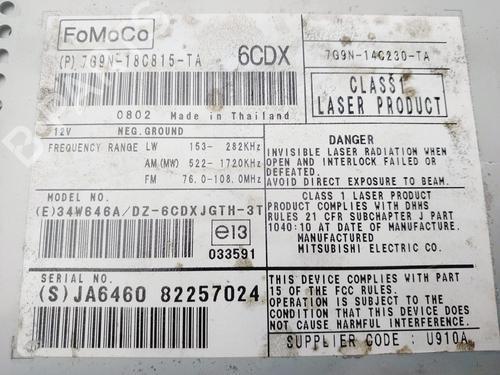 FoMoCo
(P) 7G9N-18C815-TA
6CDX
7G9N-14C230-TA
CLASS1
LASER PRODUCT
0802 Made in Thailand
12V NEG.GROUND
FREQUENCY RANGE LW 153- 282KHz
AM(MW) 522-1720KHz
FM 76.0-108.0MHz
DANGER
INVISIBLE LASER RADIATION WHEN
OPEN AND INTERLOCK FAILED OR
DEFEATED.
AVOID DIRECT EXPOSURE TO BEAM.
MODEL NO.
(E)34W646A/DZ-6CDXJGTH-3T
e13
033591
CLASS 1 LASER PRODUCT
PRODUCT COMPLIES WITH DHHS
RULES 21 CFR SUBCHAPTER J PART
1040:10 AT DATE OF MANUFACTURE.
MANUFACTURED
MITSUBISHI ELECTRIC CO.
SERIAL NO.
(S)JA6460 82257024
THIS DEVICE COMPLIES WITH PART
15 OF THE FCC RULES.
OPERATION IS SUBJECT TO THE
CONDITION THAT THIS DEVICE DOES
NOT CAUSE HARMFUL INTERFERENCE.
SUPPLIER CODE : U910A